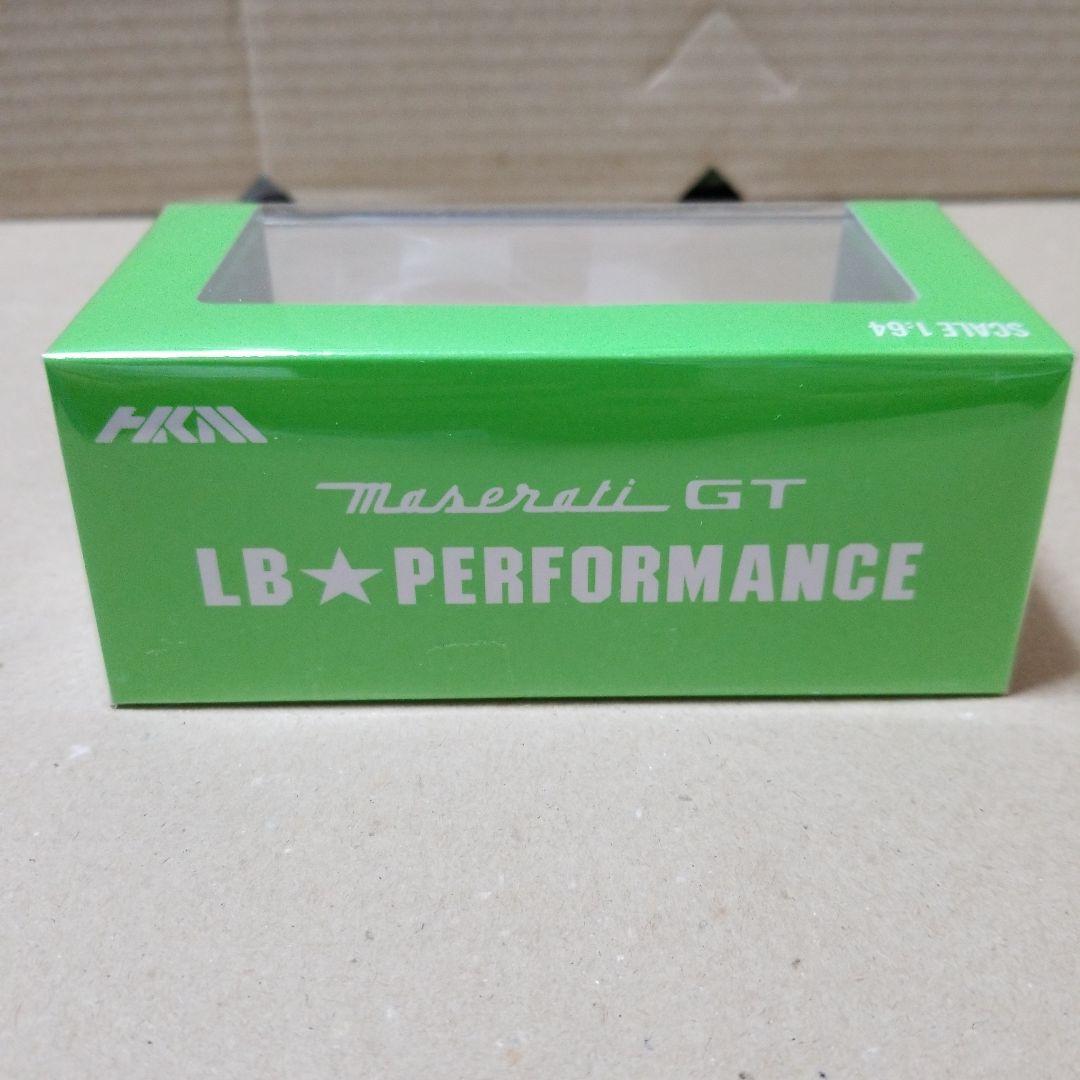 SCALE 1:64
HKM
maserati GT
LB★PERFORMANCE